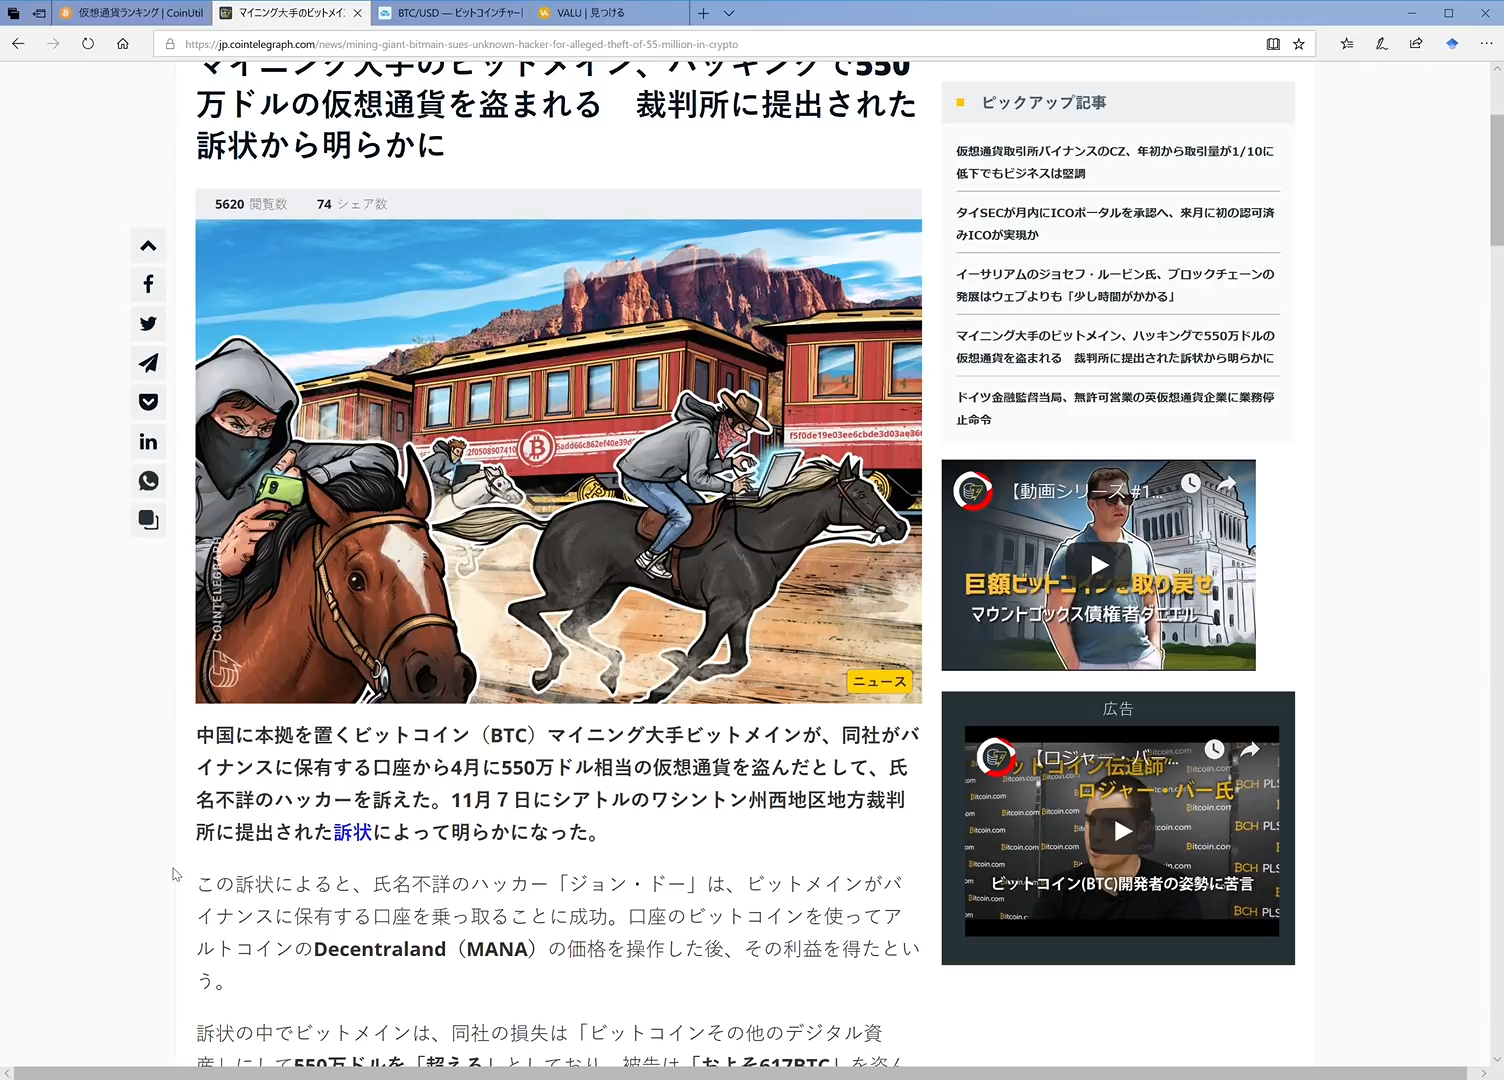 仮想通貨ランキング | CoinUtil
マイニング大手のビットメイン
BTC/USD — ビットコインチャート
VALU | 見つける
https://jp.cointelegraph.com/news/mining-giant-bitmain-sues-unknown-hacker-for-alleged-theft-of-55-million-in-crypto
マイニング大手のビットメイン、ハッキングで550
万ドルの仮想通貨を盗まれる　裁判所に提出された
訴状から明らかに
5620 閲覧数 74 シェア数
2f0508907410
5add66c862ef40e39d
f5f0de19e03ee6cbde3d03ae36
COINTELEGRAPH
ニュース
中国に本拠を置くビットコイン（BTC）マイニング大手ビットメインが、同社がバ
イナンスに保有する口座から4月に550万ドル相当の仮想通貨を盗んだとして、氏
名不詳のハッカーを訴えた。11月７日にシアトルのワシントン州西地区地方裁判
所に提出された訴状によって明らかになった。
この訴状によると、氏名不詳のハッカー「ジョン・ドー」は、ビットメインがバ
イナンスに保有する口座を乗っ取ることに成功。口座のビットコインを使ってア
ルトコインのDecentraland（MANA）の価格を操作した後、その利益を得たとい
う。
訴状の中でビットメインは、同社の損失は「ビットコインその他のデジタル資
産」にして550万ドルを「超える」としており、被告は「およそ617BTC」を盗ん
ピックアップ記事
仮想通貨取引所バイナンスのCZ、年初から取引量が1/10に
低下でもビジネスは堅調
タイSECが月内にICOポータルを承認へ、来月に初の認可済
みICOが実現か
イーサリアムのジョセフ・ルービン氏、ブロックチェーンの
発展はウェブよりも「少し時間がかかる」
マイニング大手のビットメイン、ハッキングで550万ドルの
仮想通貨を盗まれる　裁判所に提出された訴状から明らかに
ドイツ金融監督当局、無許可営業の英仮想通貨企業に業務停
止命令
【動画シリーズ #1...
巨額ビットコインを取り戻せ
マウントゴックス債権者ダニエル
広告
【ロジャー・バー...
ビットコイン伝道師
ロジャー・バー氏
Bitcoin.com
BCH PLS
ビットコイン(BTC)開発者の姿勢に苦言